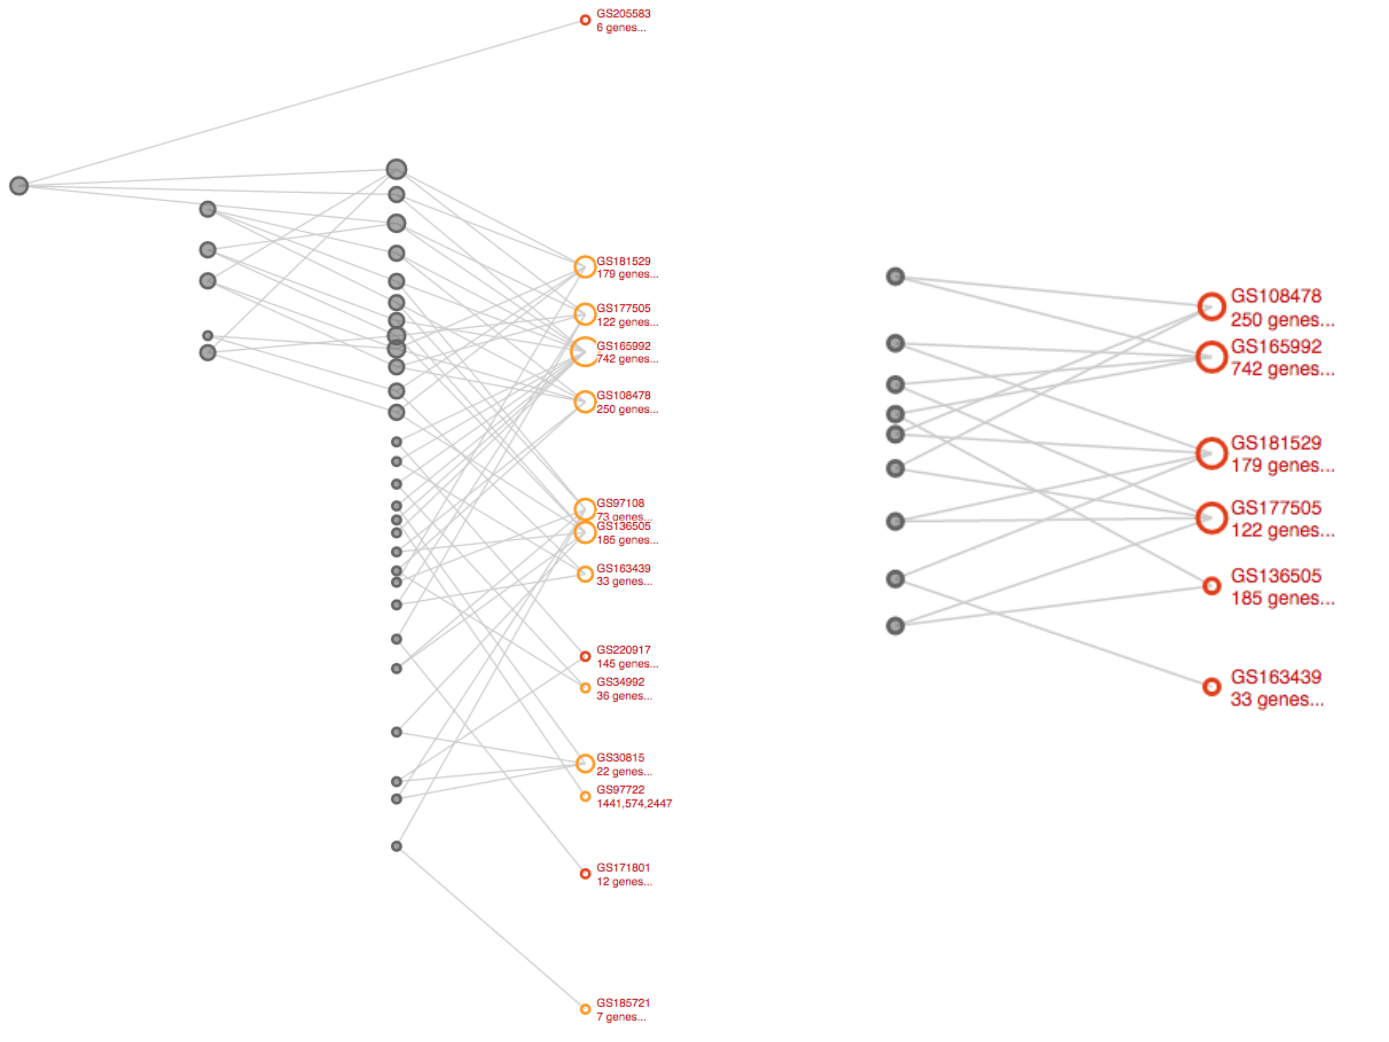 GS205583
6 genes...
GS181529
179 genes...
GS177505
122 genes...
GS165992
742 genes...
GS108478
250 genes...
GS97108
73 genes...
GS136505
185 genes...
GS163439
33 genes...
GS220917
145 genes...
GS34992
36 genes...
GS30815
22 genes...
GS97722
1441,574,2447
GS171801
12 genes...
GS185721
7 genes...
GS108478
250 genes...
GS165992
742 genes...
GS181529
179 genes...
GS177505
122 genes...
GS136505
185 genes...
GS163439
33 genes...